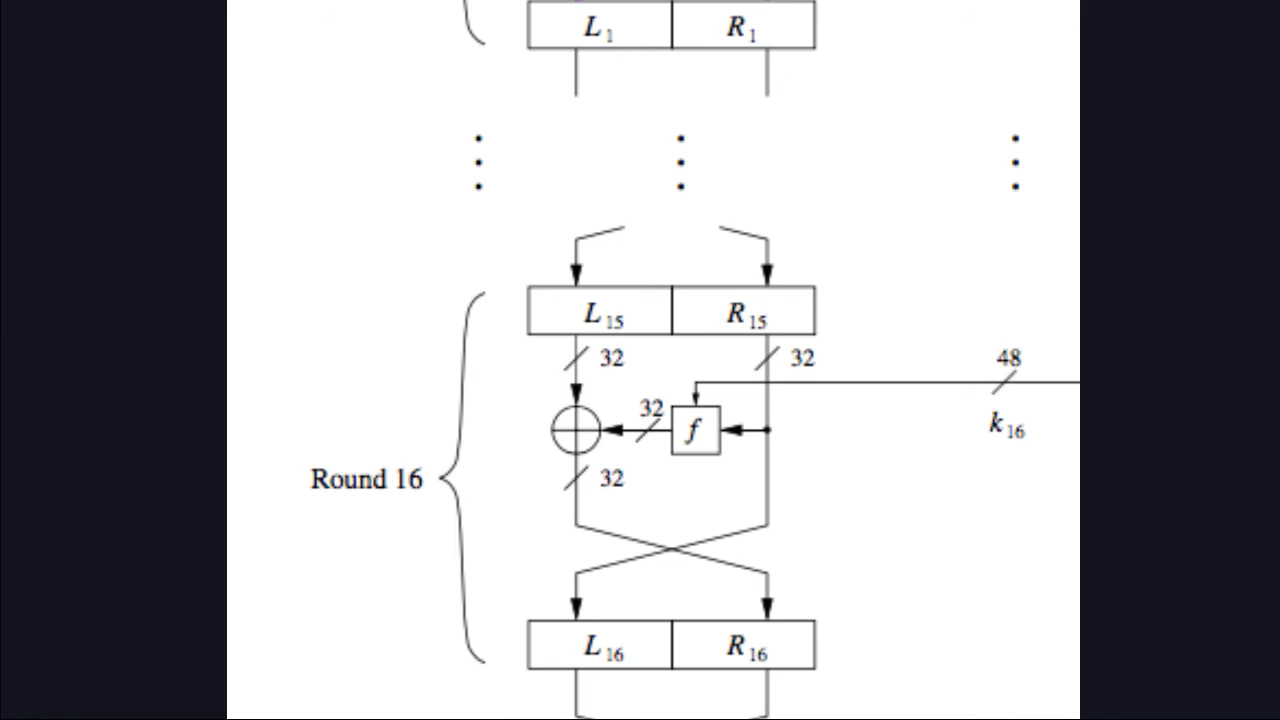 L1 R1
L15 R15
32 32 48
32 f k16
Round 16 32
L16 R16